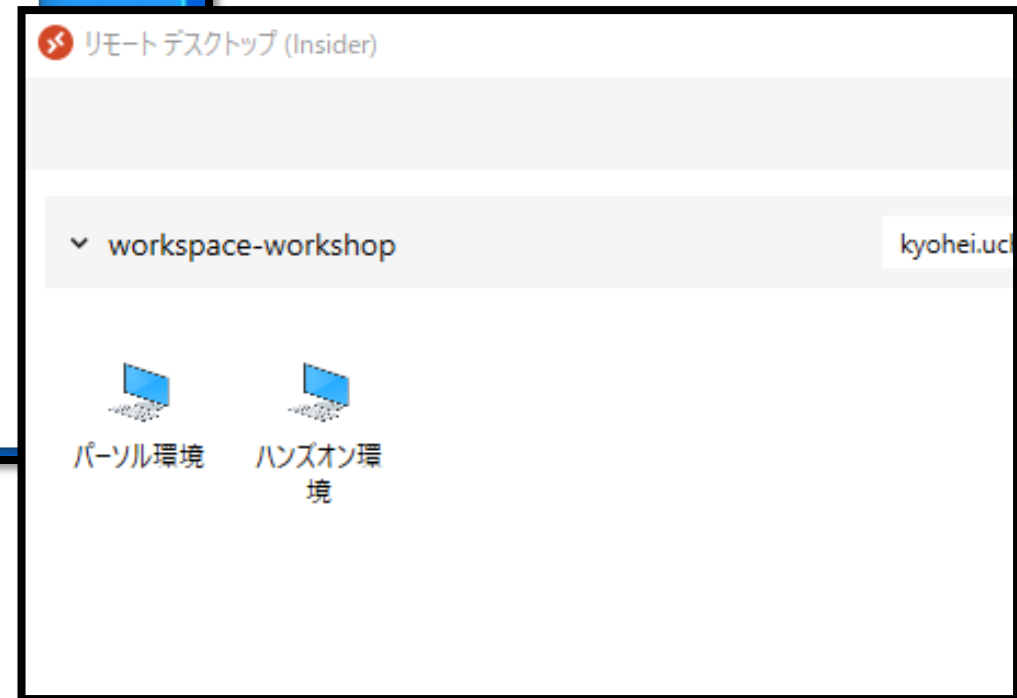 リモート デスクトップ (Insider)
workspace-workshop
kyohei.uc
パーソル環境
ハンズオン環
境